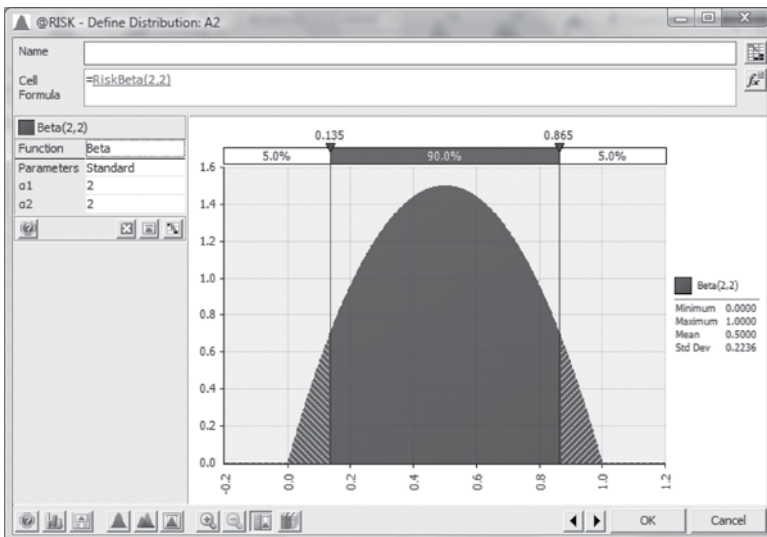 @RISK - Define Distribution: A2
Name
Cell Formula
=RiskBeta(2,2)
Beta(2,2)
Function Beta
Parameters Standard
α1 2
α2 2
0.135 0.865
5.0% 90.0% 5.0%
1.6
1.4
1.2
1.0
0.8
0.6
0.4
0.2
0.0
-0.2 0.0 0.2 0.4 0.6 0.8 1.0 1.2
Beta(2,2)
Minimum 0.0000
Maximum 1.0000
Mean 0.5000
Std Dev 0.2236
OK Cancel